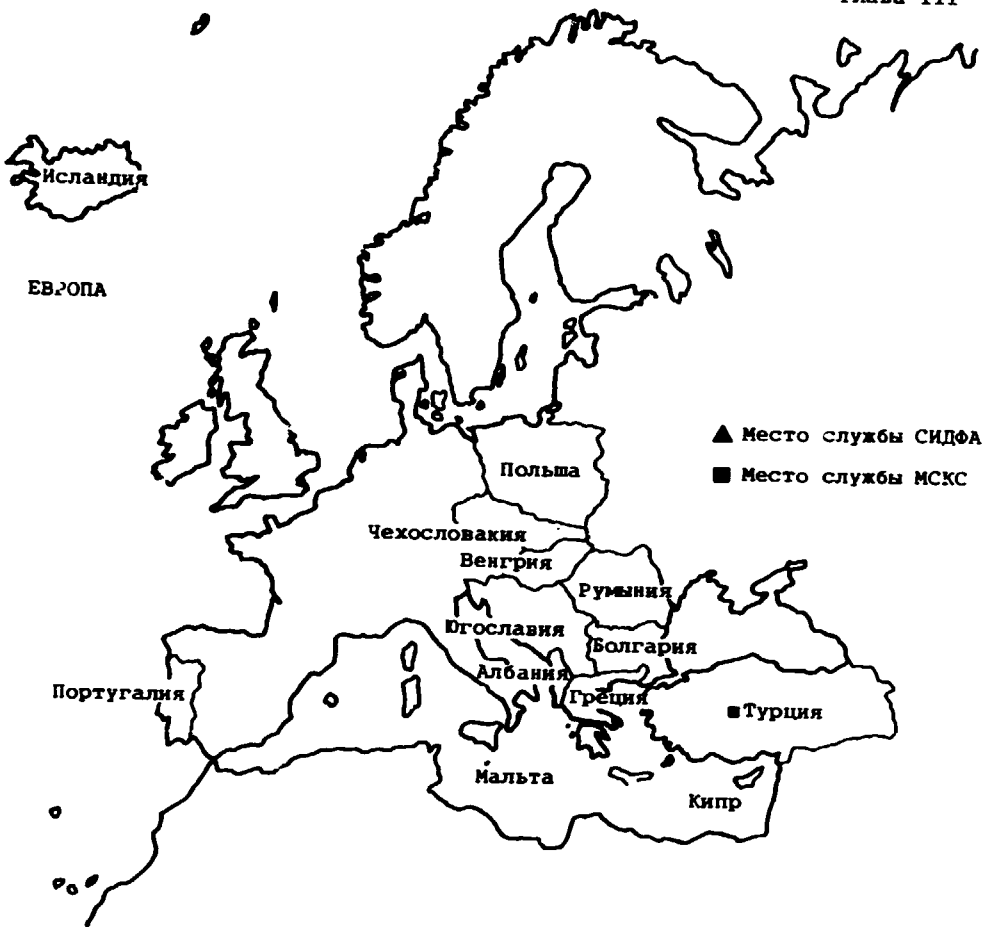 Глава III
Исландия
ЕВРОПА
▲ Место службы СИДФА
■ Место службы МСКС
Польша
Чехословакия
Венгрия
Румыния
Югославия
Болгария
Албания
Португалия
Греция
■Турция
Мальта
Кипр